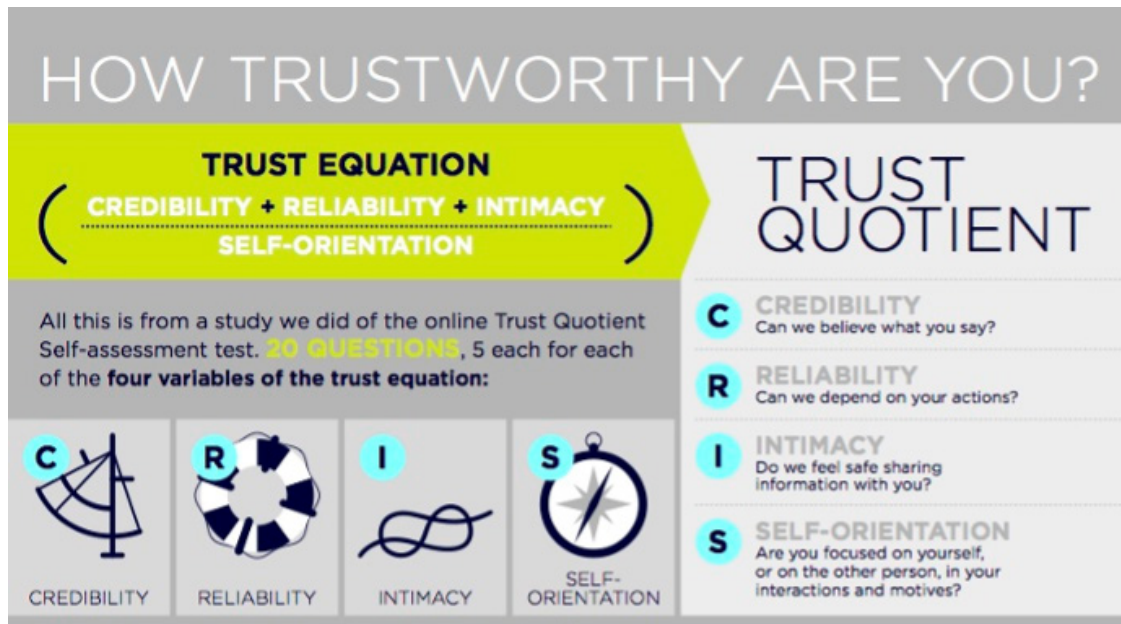 HOW TRUSTWORTHY ARE YOU?
TRUST EQUATION
( CREDIBILITY + RELIABILITY + INTIMACY )
SELF-ORIENTATION
All this is from a study we did of the online Trust Quotient
Self-assessment test. 20 QUESTIONS, 5 each for each
of the four variables of the trust equation:
C
CREDIBILITY
R
RELIABILITY
I
INTIMACY
S
SELF-
ORIENTATION
TRUST
QUOTIENT
C
CREDIBILITY
Can we believe what you say?
R
RELIABILITY
Can we depend on your actions?
I
INTIMACY
Do we feel safe sharing
information with you?
S
SELF-ORIENTATION
Are you focused on yourself,
or on the other person, in your
interactions and motives?